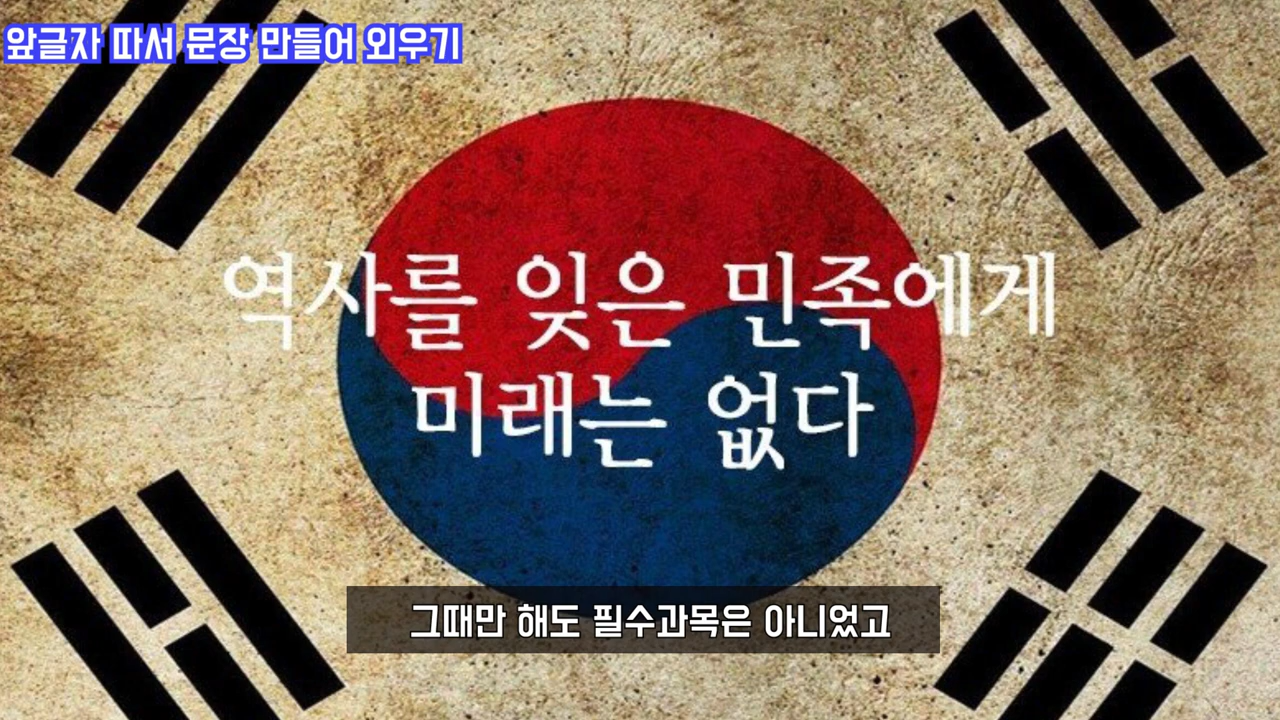 앞글자 따서 문장 만들어 외우기
역사를 잊은 민족에게
미래는 없다
그때만 해도 필수과목은 아니었고